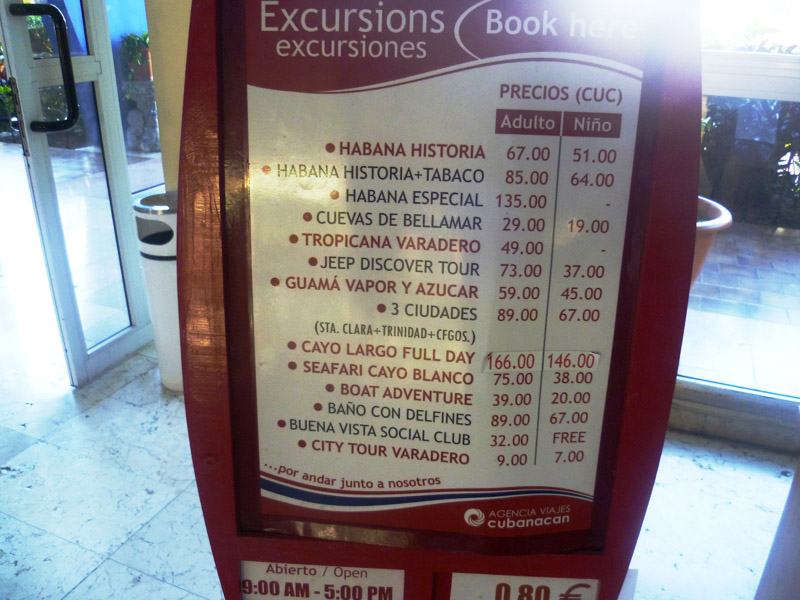 Excursions
excursiones
Book here
PRECIOS (CUC)
Adulto Niño
• HABANA HISTORIA 67.00 51.00
• HABANA HISTORIA+TABACO 85.00 64.00
• HABANA ESPECIAL 135.00 -
• CUEVAS DE BELLAMAR 29.00 19.00
• TROPICANA VARADERO 49.00 -
• JEEP DISCOVER TOUR 73.00 37.00
• GUAMÁ VAPOR Y AZUCAR 59.00 45.00
• 3 CIUDADES 89.00 67.00
(STA. CLARA+TRINIDAD+CFGOS.)
• CAYO LARGO FULL DAY 166.00 146.00
• SEAFARI CAYO BLANCO 75.00 38.00
• BOAT ADVENTURE 39.00 20.00
• BAÑO CON DELFINES 89.00 67.00
• BUENA VISTA SOCIAL CLUB 32.00 FREE
• CITY TOUR VARADERO 9.00 7.00
...por andar junto a nosotros
AGENCIA VIAJES
cubanacan
Abierto / Open
9:00 AM - 5:00 PM
0.80 €